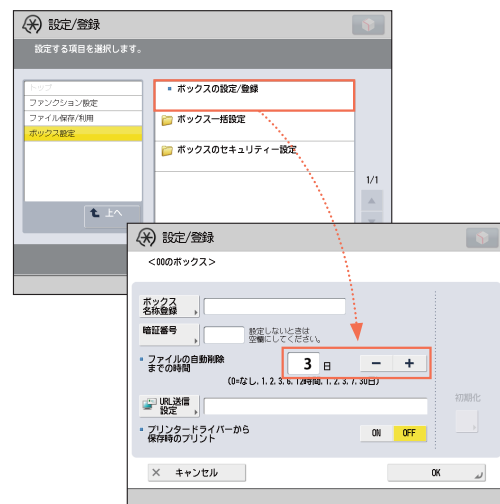 設定/登録
設定する項目を選択します。
トップ
ファンクション設定
ファイル保存/利用
ボックス設定
上へ
ボックスの設定/登録
ボックス一括設定
ボックスのセキュリティー設定
1/1
設定/登録
<00のボックス>
ボックス
名称登録
暗証番号
設定しないときは
空欄にしてください。
ファイルの自動削除
までの時間
3 日
− +
(0=なし、1、2、3、6、12時間、1、2、3、7、30日)
URL送信
設定
初期化
プリンタードライバーから
保存時のプリント
ON OFF
× キャンセル
OK